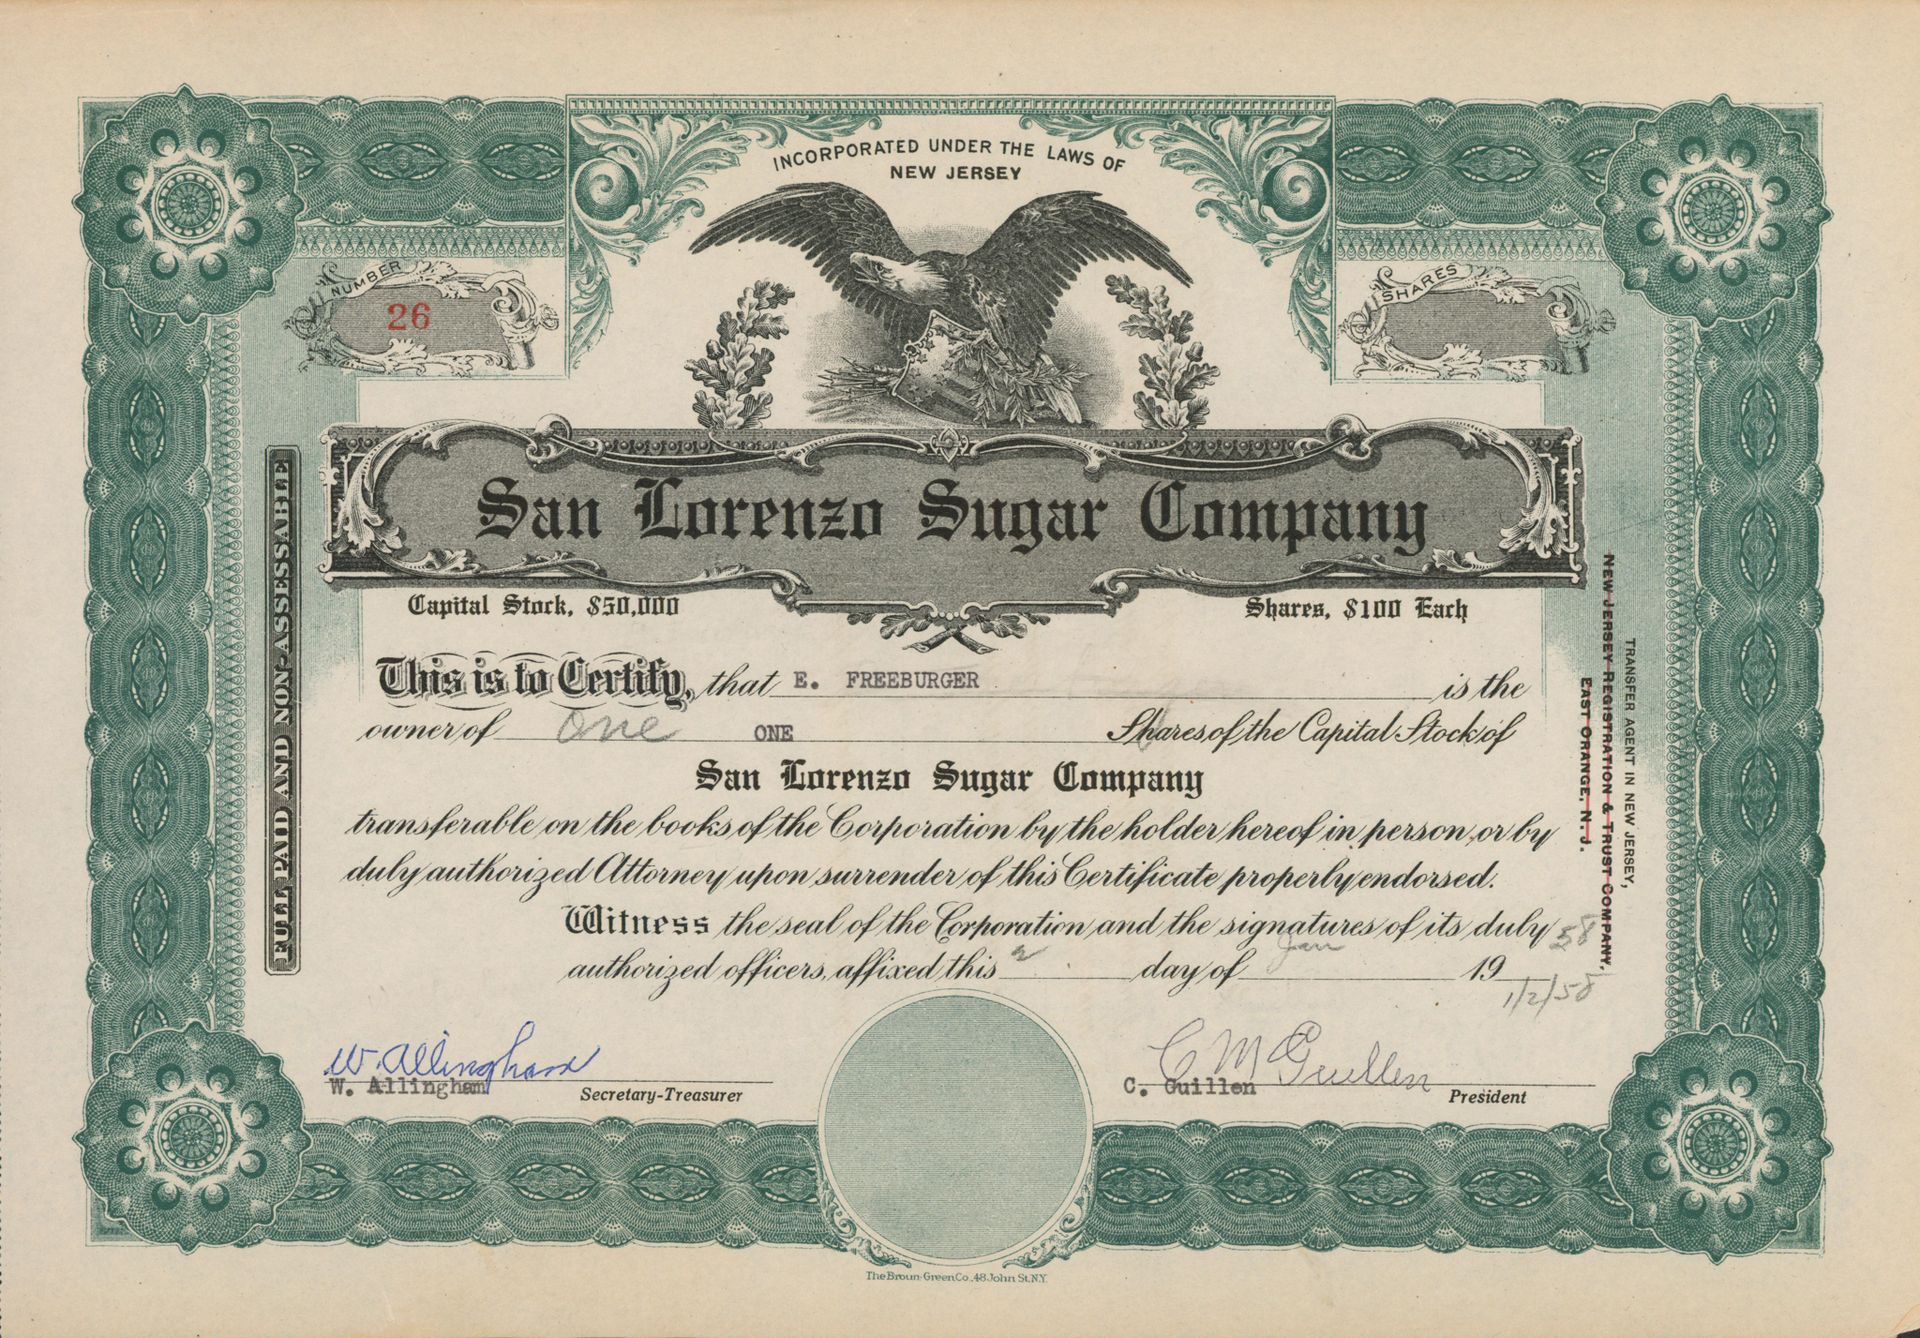 INCORPORATED UNDER THE LAWS OF
NEW JERSEY
NUMBER
26
SHARES
San Lorenzo Sugar Company
Capital Stock, $50,000
Shares, $100 Each
FULL PAID AND NON-ASSESSABLE
TRANSFER AGENT IN NEW JERSEY,
NEW JERSEY REGISTRATION & TRUST COMPANY,
EAST ORANGE, N. J.
This is to Certify, that E. FREEBURGER is the
owner of one ONE Shares of the Capital Stock of
San Lorenzo Sugar Company
transferable on the books of the Corporation by the holder hereof in person, or by
duly authorized Attorney upon surrender of this Certificate properly endorsed.
Witness the seal of the Corporation and the signatures of its duly
authorized officers, affixed this 2 day of Jan 19 58
1/2/58
W. Allingham
W. Allingham
Secretary-Treasurer
C M Guillen
C. Guillen
President
The Broun-Green Co., 48 John St. N.Y.